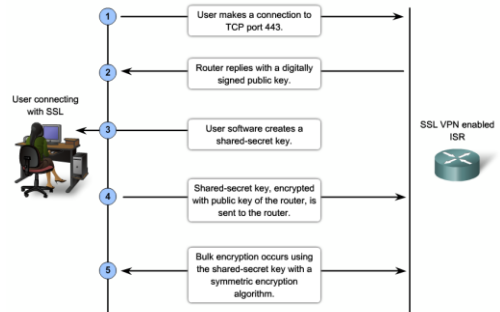 1
User makes a connection to
TCP port 443.
2
Router replies with a digitally
signed public key.
User connecting
with SSL
3
User software creates a
shared-secret key.
SSL VPN enabled
ISR
4
Shared-secret key, encrypted
with public key of the router, is
sent to the router.
5
Bulk encryption occurs using
the shared-secret key with a
symmetric encryption
algorithm.